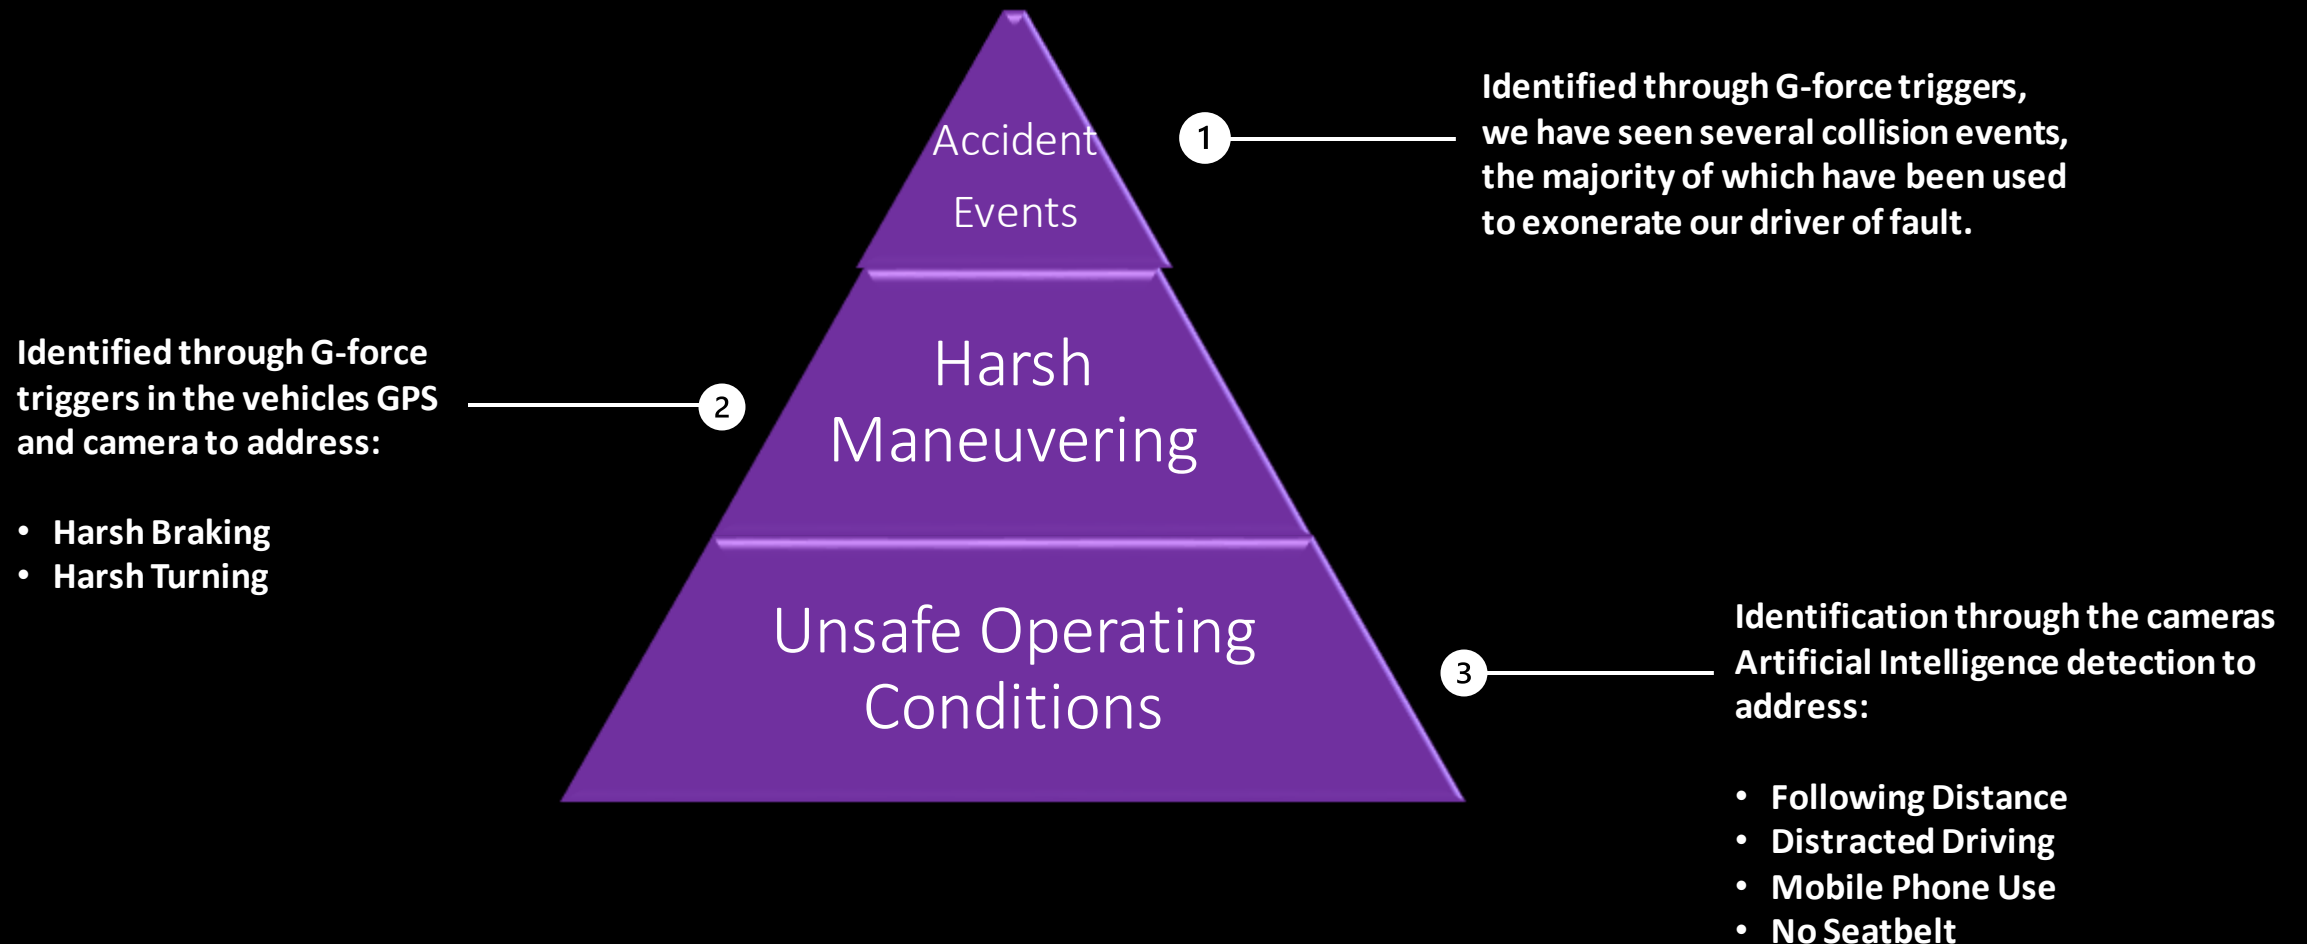 Accident
Events
1
Identified through G-force triggers,
we have seen several collision events,
the majority of which have been used
to exonerate our driver of fault.
Harsh
Maneuvering
2
Identified through G-force
triggers in the vehicles GPS
and camera to address:
• Harsh Braking
• Harsh Turning
Unsafe Operating
Conditions
3
Identification through the cameras
Artificial Intelligence detection to
address:
• Following Distance
• Distracted Driving
• Mobile Phone Use
• No Seatbelt